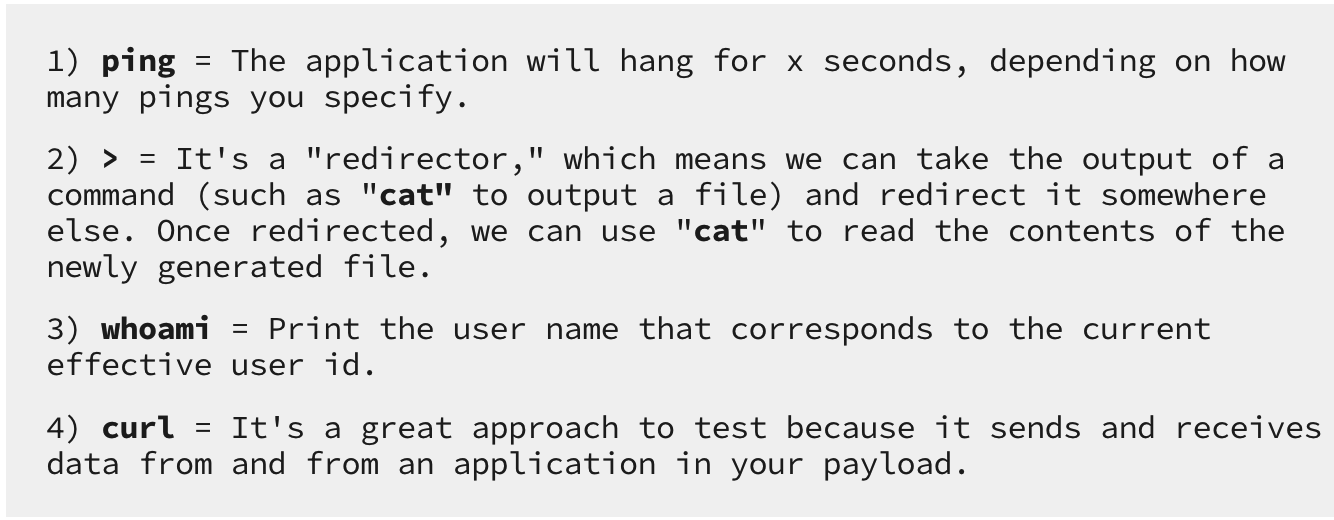 1) ping = The application will hang for x seconds, depending on how
many pings you specify.
2) > = It's a "redirector," which means we can take the output of a
command (such as "cat" to output a file) and redirect it somewhere
else. Once redirected, we can use "cat" to read the contents of the
newly generated file.
3) whoami = Print the user name that corresponds to the current
effective user id.
4) curl = It's a great approach to test because it sends and receives
data from and from an application in your payload.